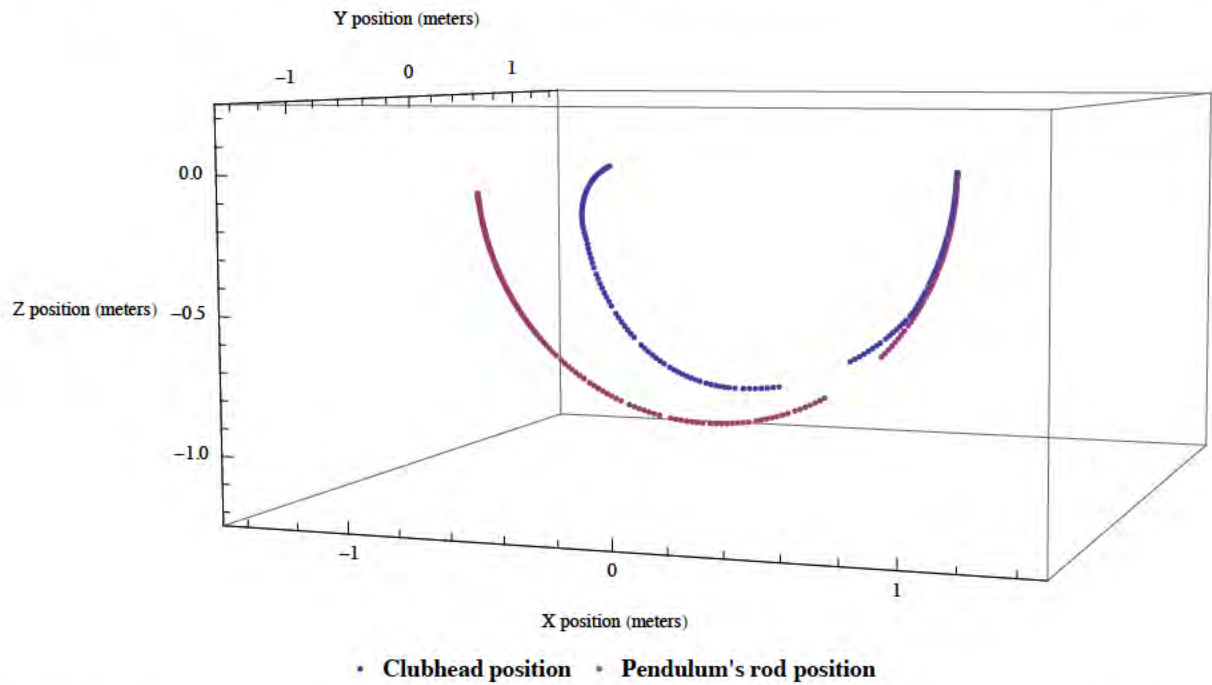 Y position (meters)
−1 0 1
0.0
Z position (meters) −0.5
−1.0
−1 0 1
X position (meters)
Clubhead position Pendulum's rod position